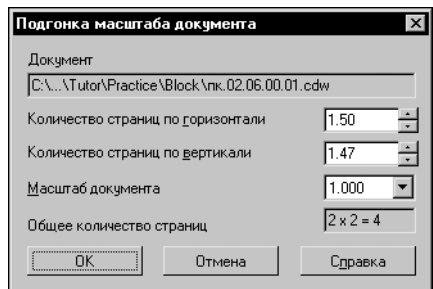 Подгонка масштаба документа
Документ
C:\...\Tutor\Practice\Block\пк.02.06.00.01.cdw
Количество страниц по горизонтали 1.50
Количество страниц по вертикали 1.47
Масштаб документа 1.000
Общее количество страниц 2 x 2 = 4
OK Отмена Справка